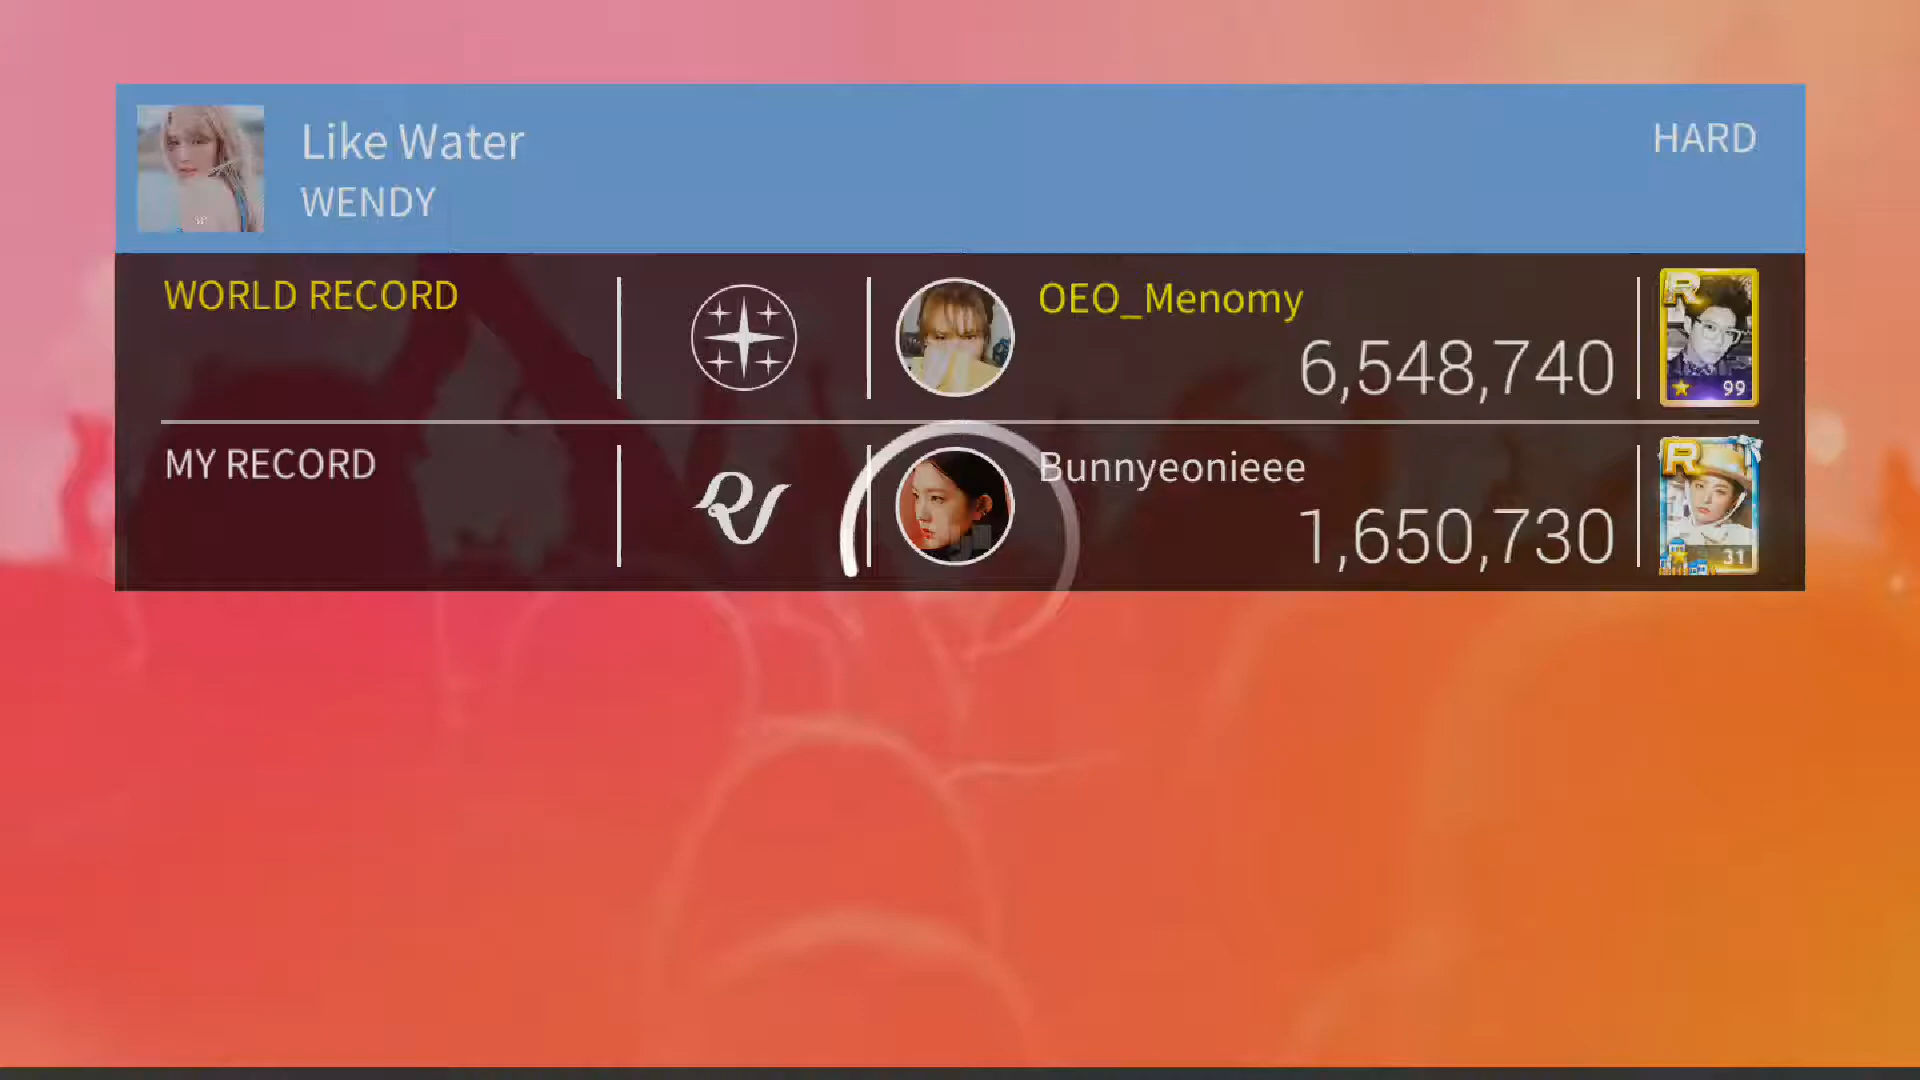 Like Water
HARD
WENDY
WORLD RECORD
OEO_Menomy
6,548,740
R
99
MY RECORD
Bunnyeonieee
1,650,730
R
31